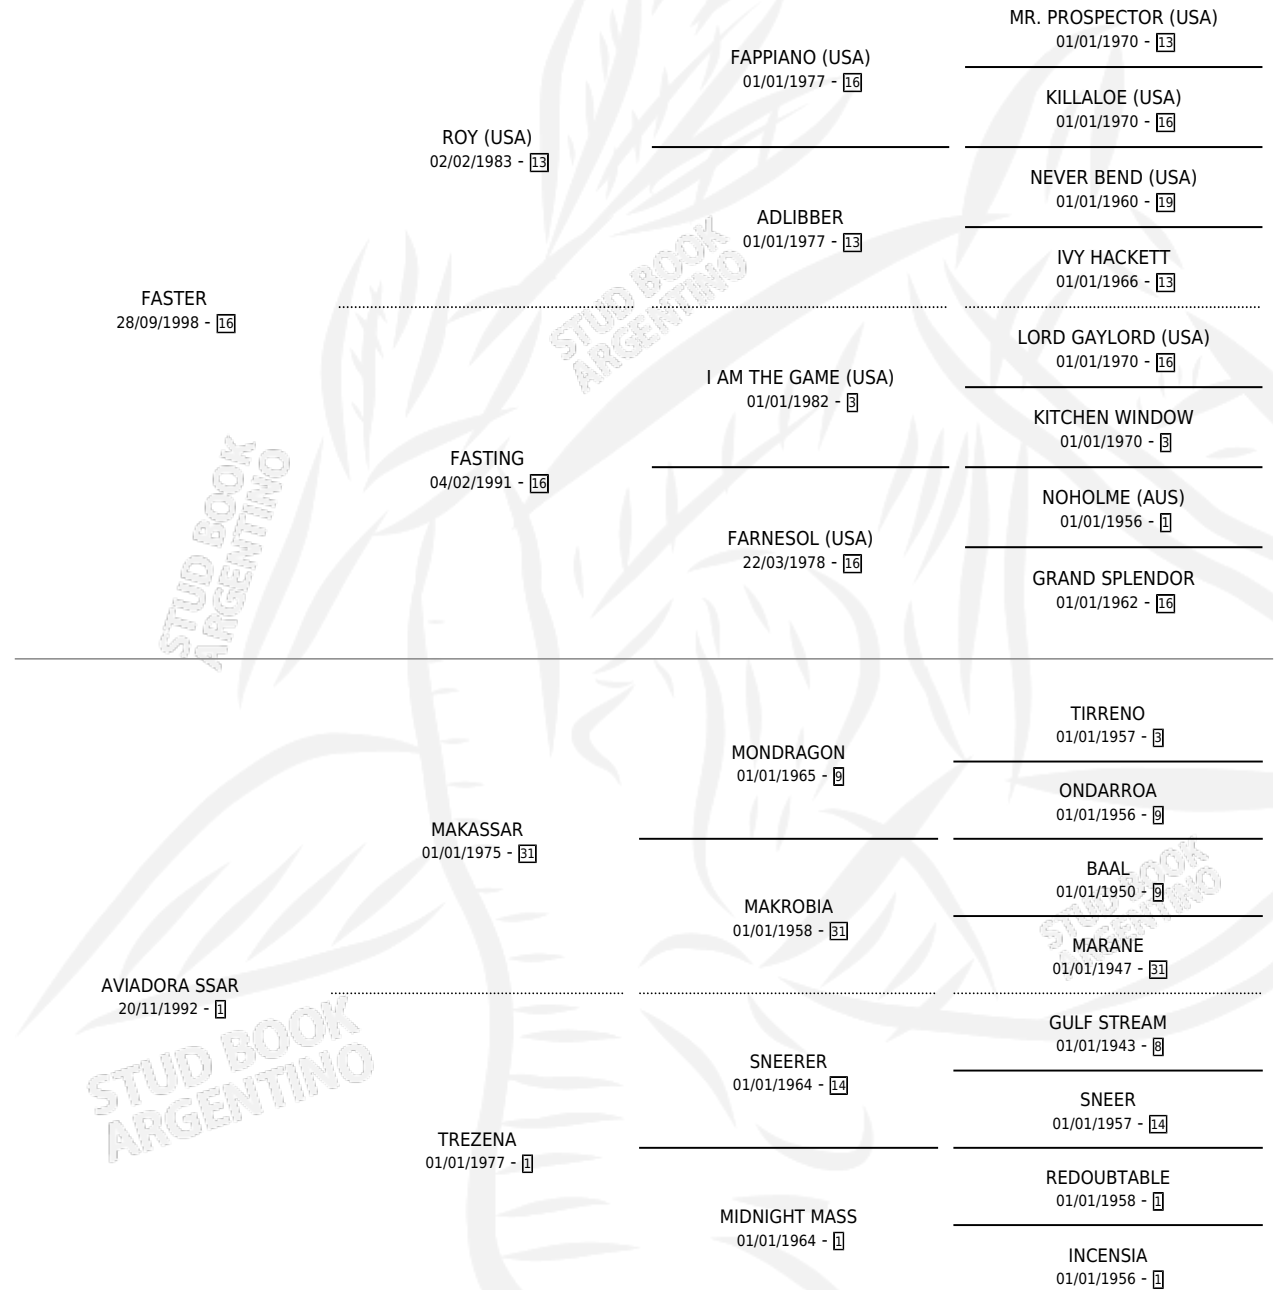 MR. PROSPECTOR (USA)
01/01/1970 - 13
FAPPIANO (USA)
01/01/1977 - 16
KILLALOE (USA)
01/01/1970 - 16
ROY (USA)
02/02/1983 - 13
NEVER BEND (USA)
01/01/1960 - 19
ADLIBBER
01/01/1977 - 13
IVY HACKETT
01/01/1966 - 13
FASTER
28/09/1998 - 16
LORD GAYLORD (USA)
01/01/1970 - 16
I AM THE GAME (USA)
01/01/1982 - 3
KITCHEN WINDOW
01/01/1970 - 3
FASTING
04/02/1991 - 16
NOHOLME (AUS)
01/01/1956 - 1
FARNESOL (USA)
22/03/1978 - 16
GRAND SPLENDOR
01/01/1962 - 16
STUD BOOK
ARGENTINO
STUD BOOK
ARGENTINO
TIRRENO
01/01/1957 - 3
MONDRAGON
01/01/1965 - 9
ONDARROA
01/01/1956 - 9
MAKASSAR
01/01/1975 - 31
BAAL
01/01/1950 - 9
MAKROBIA
01/01/1958 - 31
MARANE
01/01/1947 - 31
STUD BOOK
ARGENTINO
AVIADORA SSAR
20/11/1992 - 1
GULF STREAM
01/01/1943 - 8
SNEERER
01/01/1964 - 14
SNEER
01/01/1957 - 14
STUD BOOK
ARGENTINO
TREZENA
01/01/1977 - 1
REDOUBTABLE
01/01/1958 - 1
MIDNIGHT MASS
01/01/1964 - 1
INCENSIA
01/01/1956 - 1